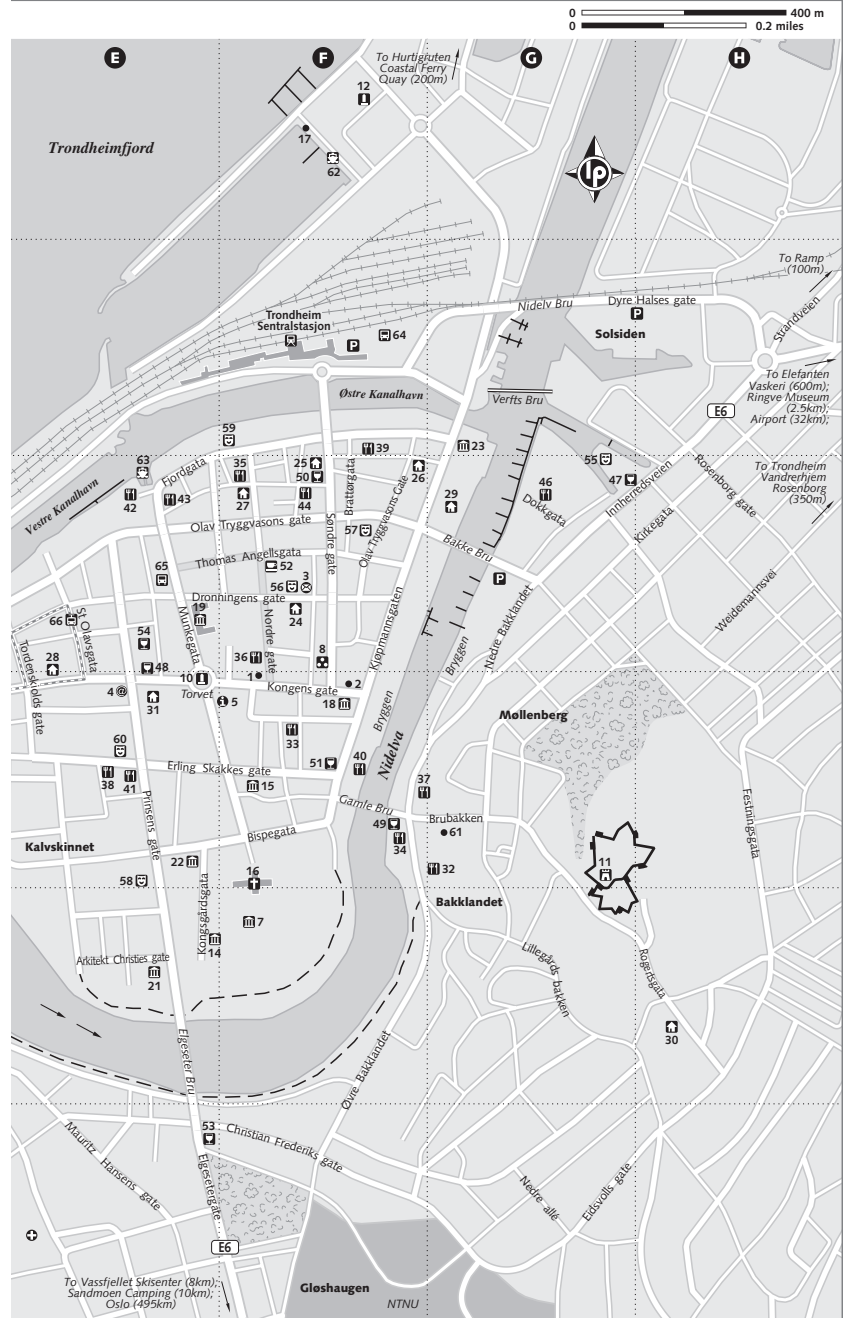 0 400 m
0 0.2 miles
E
F
G
H
To Hurtigruten
Coastal Ferry
Quay (200m)
12
17
62
Trondheimfjord
lp
To Ramp
(100m)
Nidelv Bru
Dyre Halses gate
P
Solsiden
Strandveien
Trondheim
Sentralstasjon
P
64
To Elefanten
Vaskeri (600m);
Ringve Museum
(2.5km);
Airport (32km);
E6
Østre Kanalhavn
Verfts Bru
59
39
23
63
Fjordgata
35
25
50
Brattørgata
26
55
47
Rosenborg gate
To Trondheim
Vandrerhjem
Rosenborg
(350m)
Vestre Kanalhavn
42
43
27
44
29
46
Dokkgata
Innherredsveien
Kirkegata
Olav Tryggvasons gate
57
Olav Tryggvasons Gate
Søndre gate
Bakke Bru
Thomas Angellsgata
52
65
56
3
P
Dronningens gate
19
24
Nedre Bakklandet
Weidemannsvei
66
St Olavsgata
Munkegata
Nordre gate
Kjøpmannsgaten
54
28
48
36
8
Bryggen
Tordenskiolds gate
10
1
2
4
@
31
Torvet
5
Kongens gate
18
Bryggen
Møllenberg
33
60
Nidelva
Erling Skakkes gate
51
40
38
41
15
37
Festningsgata
Prinsens gate
Gamle Bru
Brubakken
49
61
34
Bispegata
Kalvskinnet
22
16
11
32
58
Bakklandet
Kongsgårdsgata
7
14
Arkitekt Christies gate
21
Lillegårds bakken
Rogertsgata
30
Elgeseter Bru
Øvre Bakklandet
53
Christian Frederiks gate
Mauritz Hansens gate
Elgesetergate
Nedre allé
Eidsvolls gate
E6
To Vassfjellet Skisenter (8km);
Sandmoen Camping (10km);
Oslo (495km)
Gløshaugen
NTNU